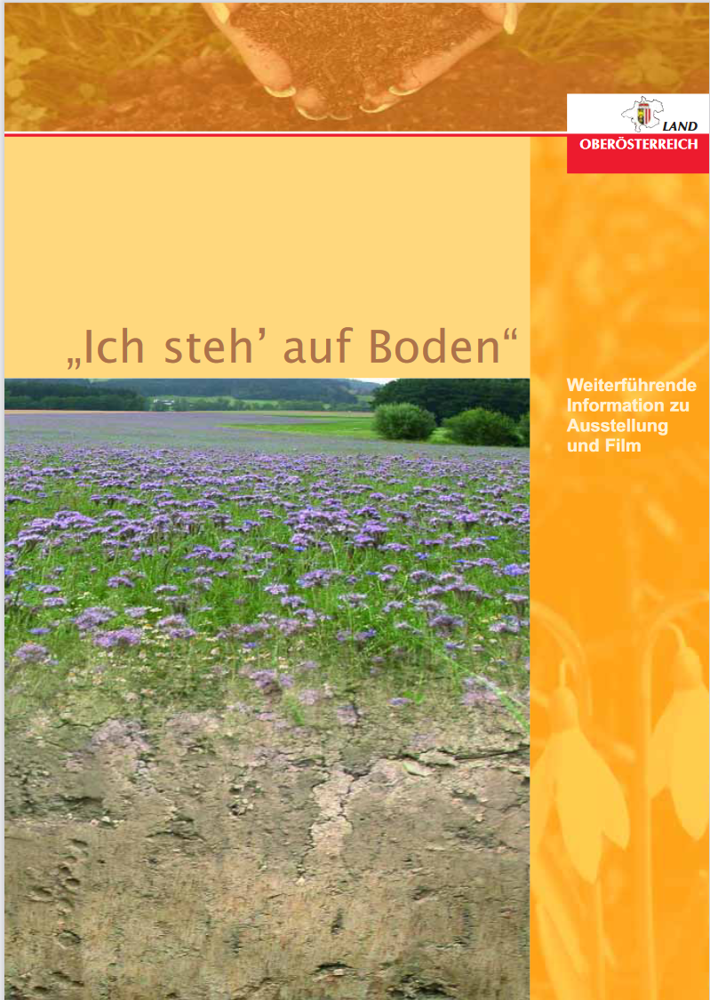 LAND
OBERÖSTERREICH
„Ich steh’ auf Boden“
Weiterführende
Information zu
Ausstellung
und Film